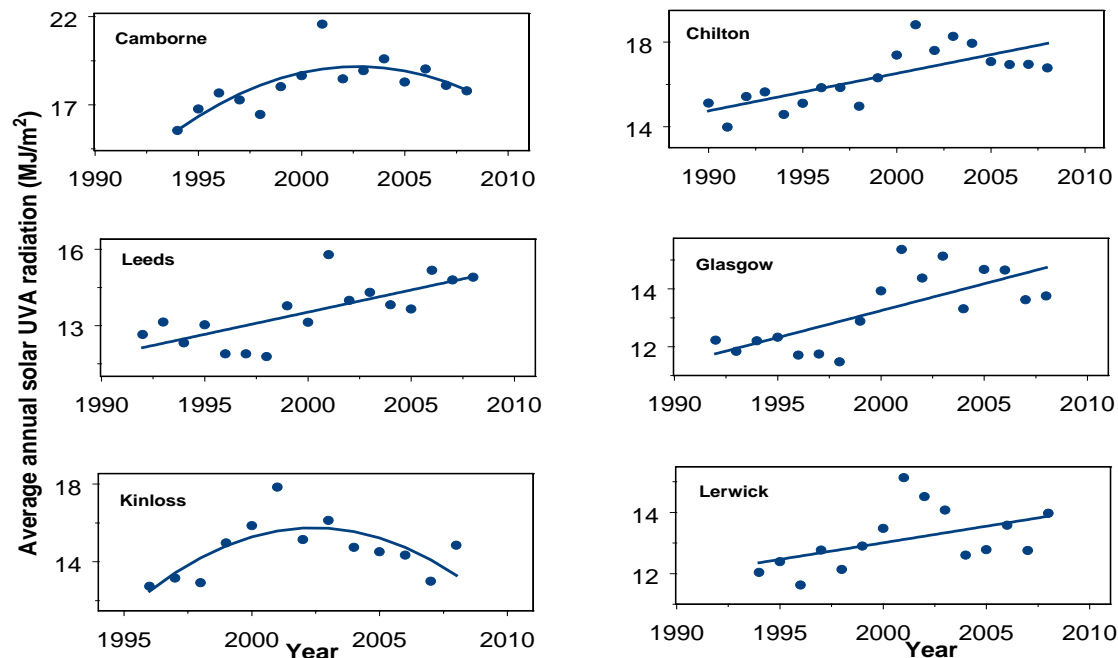 Average annual solar UVA radiation (MJ/m²)
22
17
Camborne
1990 1995 2000 2005 2010
18
14
Chilton
1990 1995 2000 2005 2010
16
13
Leeds
1990 1995 2000 2005 2010
14
12
Glasgow
1990 1995 2000 2005 2010
18
14
Kinloss
1995 2000 2005 2010
Year
14
12
Lerwick
1990 1995 2000 2005 2010
Year